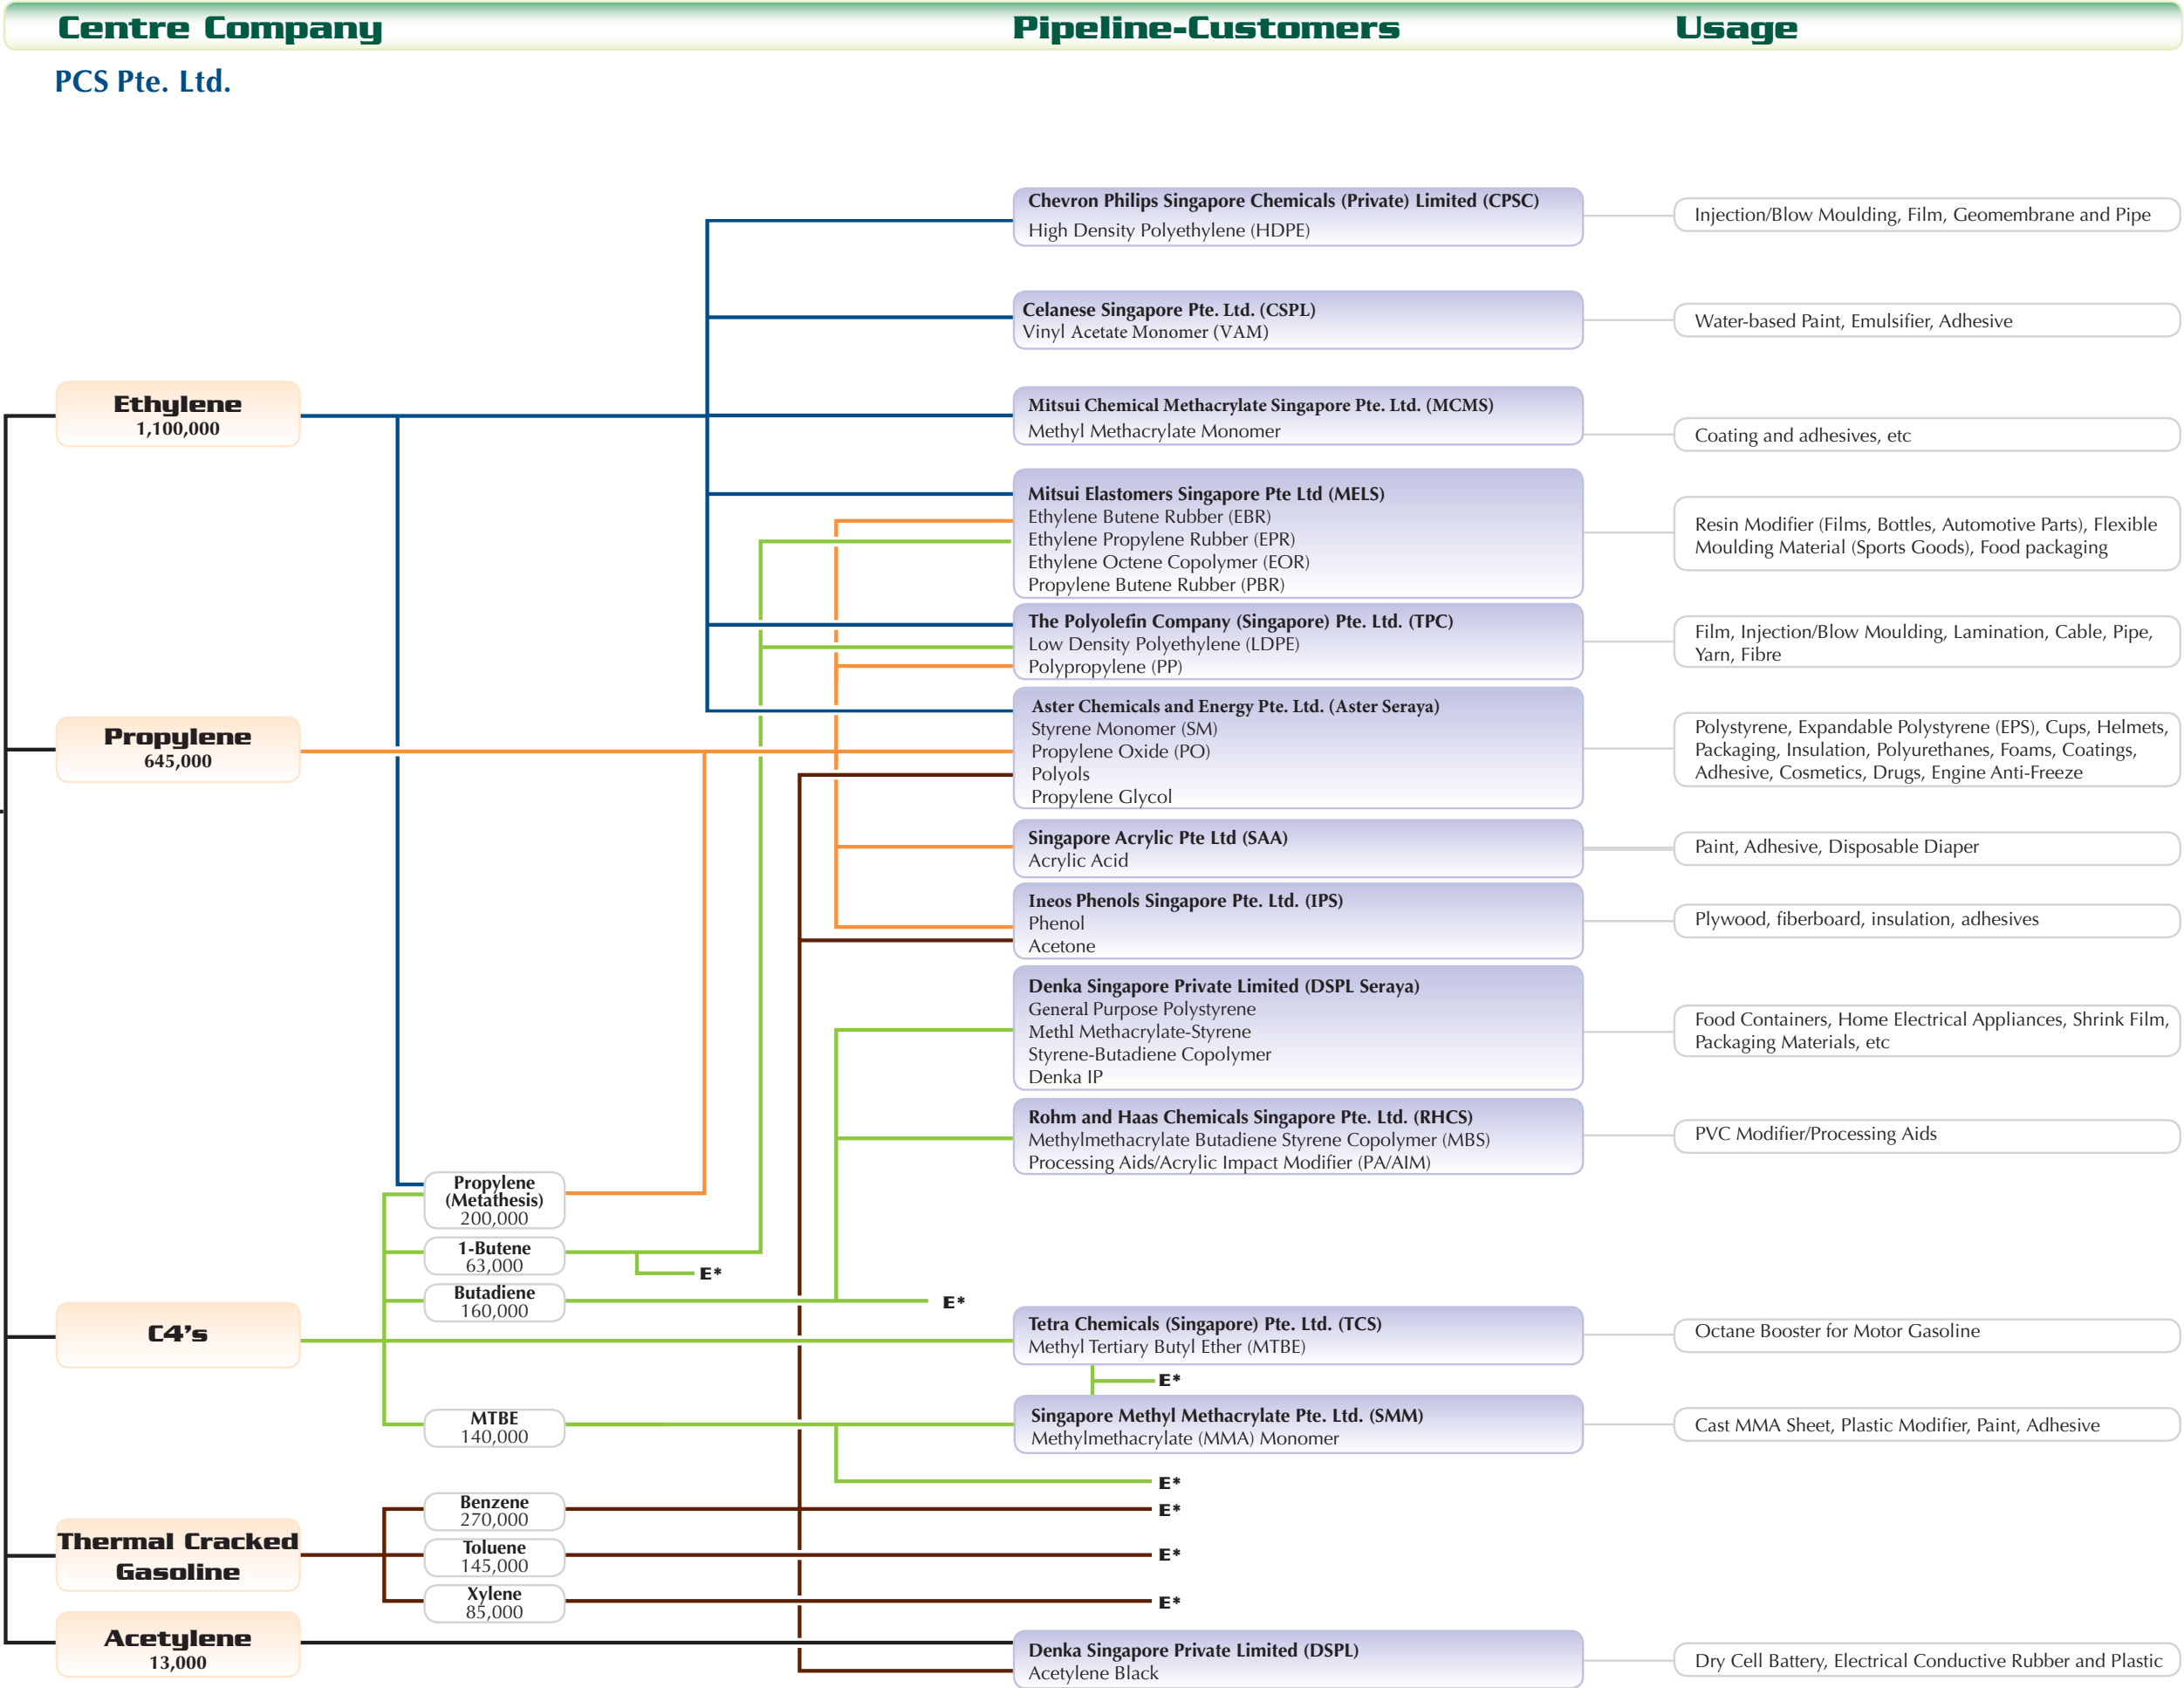 Centre Company
Pipeline-Customers
Usage
PCS Pte. Ltd.
Chevron Philips Singapore Chemicals (Private) Limited (CPSC)
High Density Polyethylene (HDPE)
Injection/Blow Moulding, Film, Geomembrane and Pipe
Celanese Singapore Pte. Ltd. (CSPL)
Vinyl Acetate Monomer (VAM)
Water-based Paint, Emulsifier, Adhesive
Ethylene
1,100,000
Mitsui Chemical Methacrylate Singapore Pte. Ltd. (MCMS)
Methyl Methacrylate Monomer
Coating and adhesives, etc
Mitsui Elastomers Singapore Pte Ltd (MELS)
Ethylene Butene Rubber (EBR)
Ethylene Propylene Rubber (EPR)
Ethylene Octene Copolymer (EOR)
Propylene Butene Rubber (PBR)
Resin Modifier (Films, Bottles, Automotive Parts), Flexible
Moulding Material (Sports Goods), Food packaging
The Polyolefin Company (Singapore) Pte. Ltd. (TPC)
Low Density Polyethylene (LDPE)
Polypropylene (PP)
Film, Injection/Blow Moulding, Lamination, Cable, Pipe,
Yarn, Fibre
Propylene
645,000
Aster Chemicals and Energy Pte. Ltd. (Aster Seraya)
Styrene Monomer (SM)
Propylene Oxide (PO)
Polyols
Propylene Glycol
Polystyrene, Expandable Polystyrene (EPS), Cups, Helmets,
Packaging, Insulation, Polyurethanes, Foams, Coatings,
Adhesive, Cosmetics, Drugs, Engine Anti-Freeze
Singapore Acrylic Pte Ltd (SAA)
Acrylic Acid
Paint, Adhesive, Disposable Diaper
Ineos Phenols Singapore Pte. Ltd. (IPS)
Phenol
Acetone
Plywood, fiberboard, insulation, adhesives
Denka Singapore Private Limited (DSPL Seraya)
General Purpose Polystyrene
Methl Methacrylate-Styrene
Styrene-Butadiene Copolymer
Denka IP
Food Containers, Home Electrical Appliances, Shrink Film,
Packaging Materials, etc
Rohm and Haas Chemicals Singapore Pte. Ltd. (RHCS)
Methylmethacrylate Butadiene Styrene Copolymer (MBS)
Processing Aids/Acrylic Impact Modifier (PA/AIM)
PVC Modifier/Processing Aids
Propylene
(Metathesis)
200,000
1-Butene
63,000
E*
Butadiene
160,000
E*
C4's
Tetra Chemicals (Singapore) Pte. Ltd. (TCS)
Methyl Tertiary Butyl Ether (MTBE)
Octane Booster for Motor Gasoline
E*
MTBE
140,000
Singapore Methyl Methacrylate Pte. Ltd. (SMM)
Methylmethacrylate (MMA) Monomer
Cast MMA Sheet, Plastic Modifier, Paint, Adhesive
E*
Benzene
270,000
E*
Thermal Cracked
Gasoline
Toluene
145,000
E*
Xylene
85,000
E*
Acetylene
13,000
Denka Singapore Private Limited (DSPL)
Acetylene Black
Dry Cell Battery, Electrical Conductive Rubber and Plastic